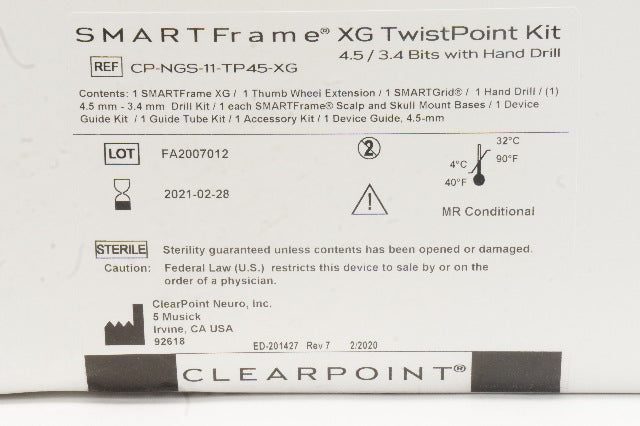 SMARTFrame® XG TwistPoint Kit
4.5 / 3.4 Bits with Hand Drill
REF CP-NGS-11-TP45-XG
Contents: 1 SMARTFrame XG / 1 Thumb Wheel Extension / 1 SMARTGrid® / 1 Hand Drill / (1)
4.5 mm - 3.4 mm Drill Kit / 1 each SMARTFrame® Scalp and Skull Mount Bases / 1 Device
Guide Kit / 1 Guide Tube Kit / 1 Accessory Kit / 1 Device Guide, 4.5-mm
LOT FA2007012
2
32°C
90°F
4°C
40°F
2021-02-28
MR Conditional
STERILE Sterility guaranteed unless contents has been opened or damaged.
Caution: Federal Law (U.S.) restricts this device to sale by or on the
order of a physician.
ClearPoint Neuro, Inc.
5 Musick
Irvine, CA USA
92618
ED-201427 Rev 7 2/2020
CLEARPOINT®